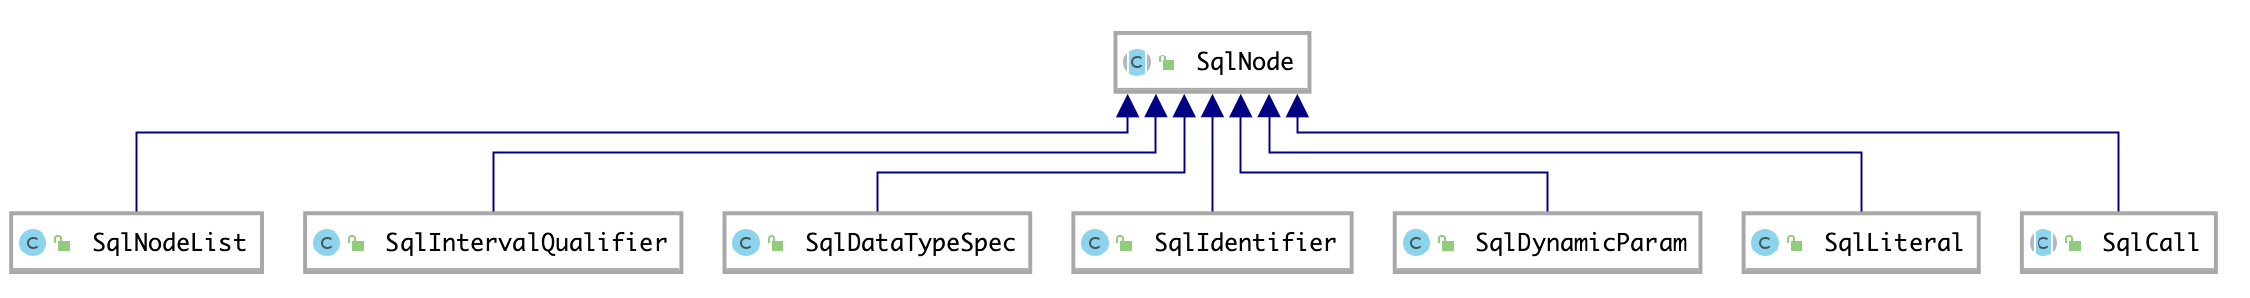 C SqlNode
C SqlNodeList
C SqlIntervalQualifier
C SqlDataTypeSpec
C SqlIdentifier
C SqlDynamicParam
C SqlLiteral
C SqlCall